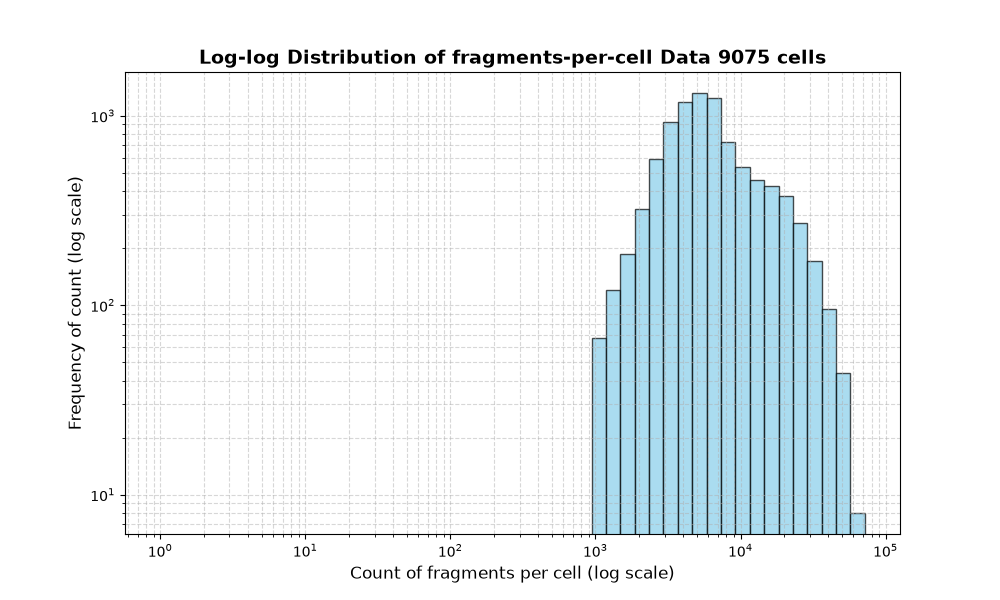 Log-log Distribution of fragments-per-cell Data 9075 cells
Frequency of count (log scale)
10³
10²
10¹
10⁰ 10¹ 10² 10³ 10⁴ 10⁵
Count of fragments per cell (log scale)